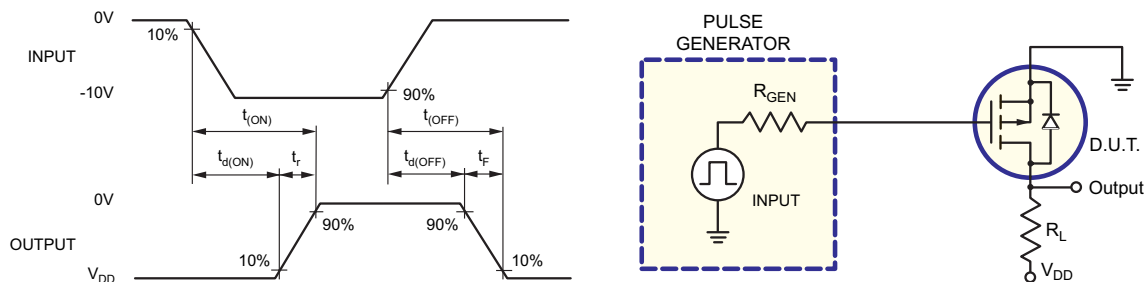 0V
10%
INPUT
-10V
90%
t(ON)
t(OFF)
td(ON)
tr
td(OFF)
tF
0V
90%
90%
OUTPUT
10%
10%
VDD
PULSE
GENERATOR
RGEN
INPUT
D.U.T.
Output
RL
VDD